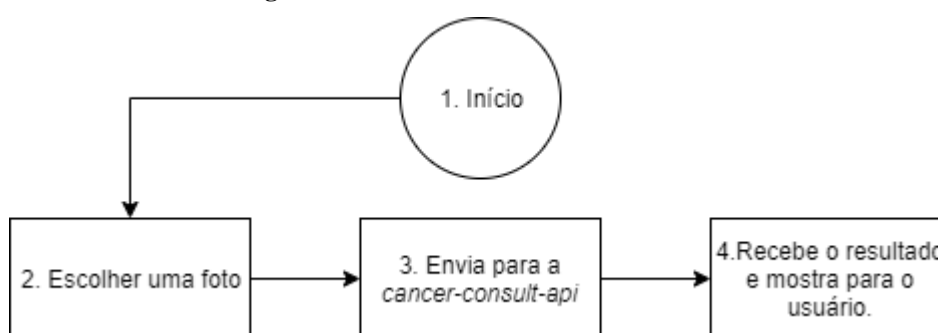 1. Início
2. Escolher uma foto
3. Envia para a
cancer-consult-api
4.Recebe o resultado
e mostra para o
usuário.